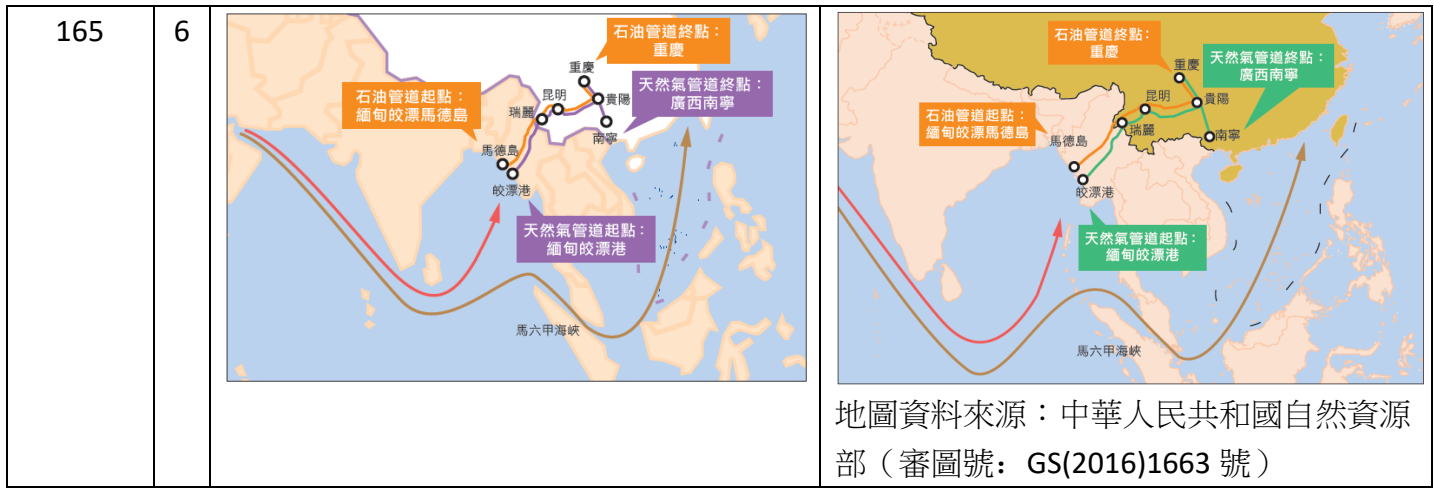 165
6
石油管道終點：
重慶
重慶
天然氣管道終點：
廣西南寧
石油管道起點：
緬甸皎漂馬德島
昆明
貴陽
瑞麗
南寧
馬德島
皎漂港
天然氣管道起點：
緬甸皎漂港
馬六甲海峽
石油管道終點：
重慶
重慶
天然氣管道終點：
廣西南寧
石油管道起點：
緬甸皎漂馬德島
昆明
貴陽
瑞麗
南寧
馬德島
皎漂港
天然氣管道起點：
緬甸皎漂港
馬六甲海峽
地圖資料來源：中華人民共和國自然資源
部（審圖號：GS(2016)1663 號）